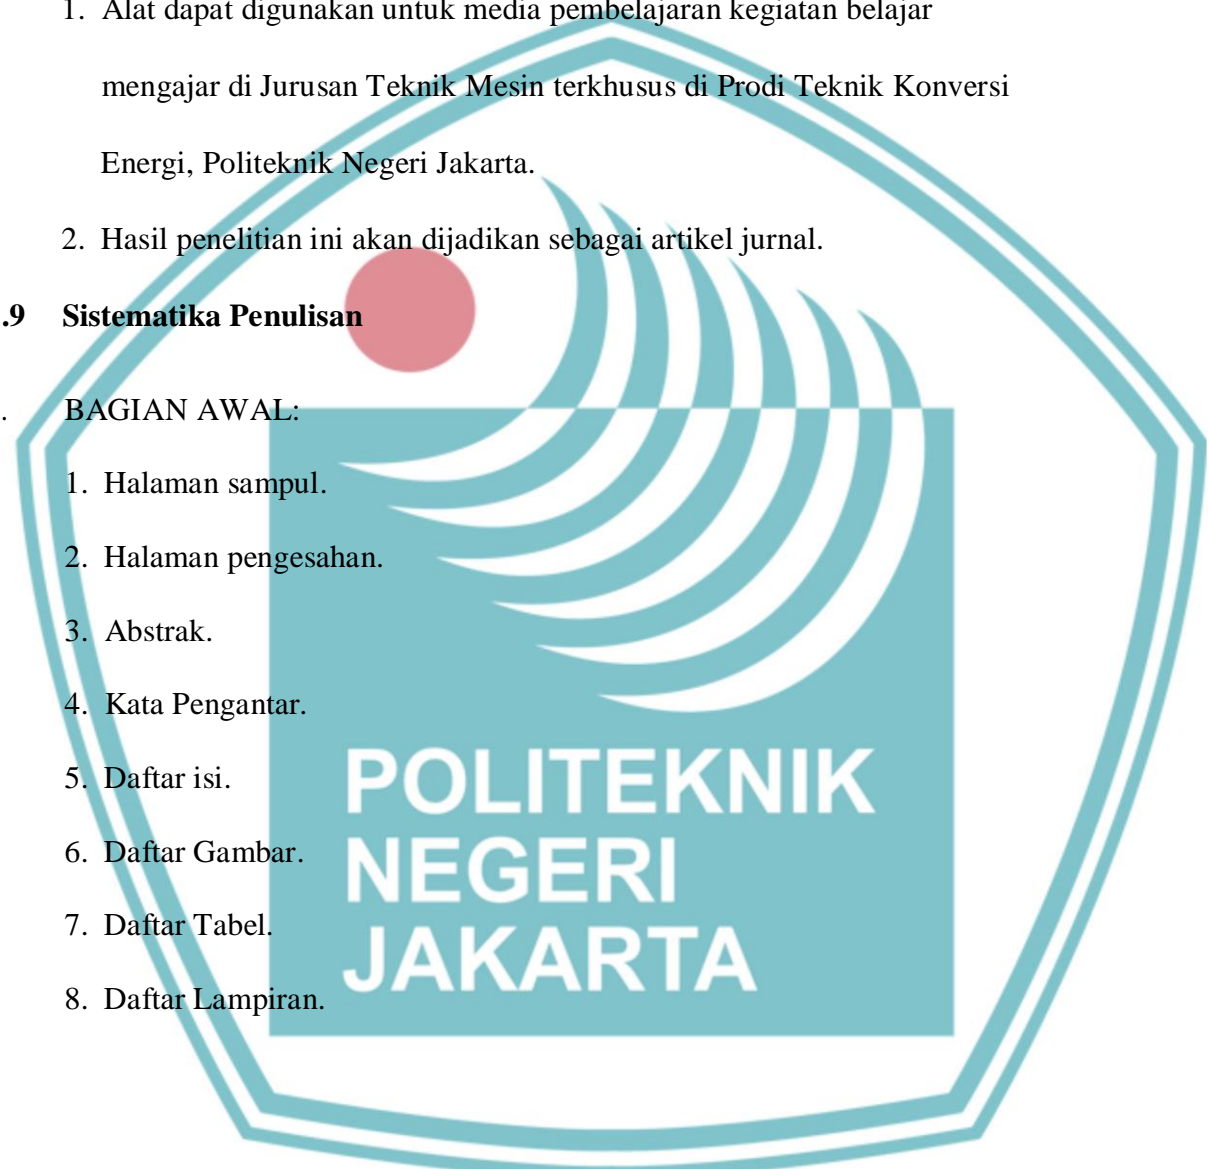 1. Alat dapat digunakan untuk media pembelajaran kegiatan belajar
mengajar di Jurusan Teknik Mesin terkhusus di Prodi Teknik Konversi
Energi, Politeknik Negeri Jakarta.
2. Hasil penelitian ini akan dijadikan sebagai artikel jurnal.
.9 Sistematika Penulisan
. BAGIAN AWAL:
1. Halaman sampul.
2. Halaman pengesahan.
3. Abstrak.
4. Kata Pengantar.
5. Daftar isi.
6. Daftar Gambar.
7. Daftar Tabel.
8. Daftar Lampiran.
POLITEKNIK
NEGERI
JAKARTA